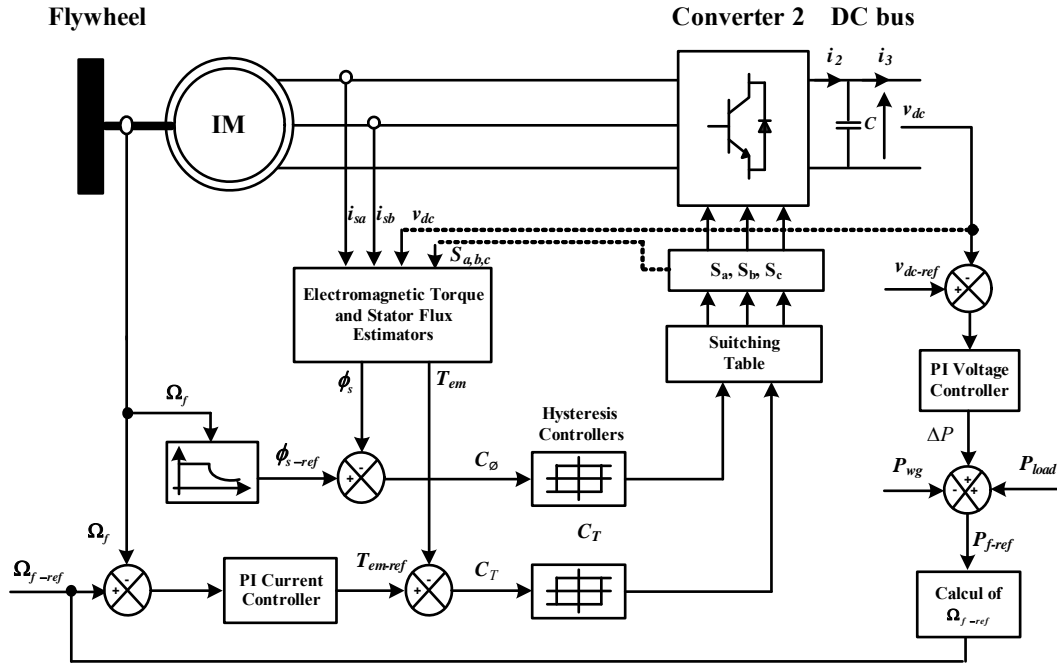 Flywheel
Converter 2
DC bus
IM
i2
i3
vdc
C
isa
isb
vdc
Sa,b,c
Sa, Sb, Sc
vdc-ref
Electromagnetic Torque
and Stator Flux
Estimators
Suitching
Table
PI Voltage
Controller
ϕs
Tem
Ωf
Hysteresis
Controllers
ΔP
ϕs−ref
C∅
Pwg
Pload
CT
Ωf
Pf-ref
Ωf−ref
PI Current
Controller
Tem-ref
CT
Calcul of
Ωf−ref